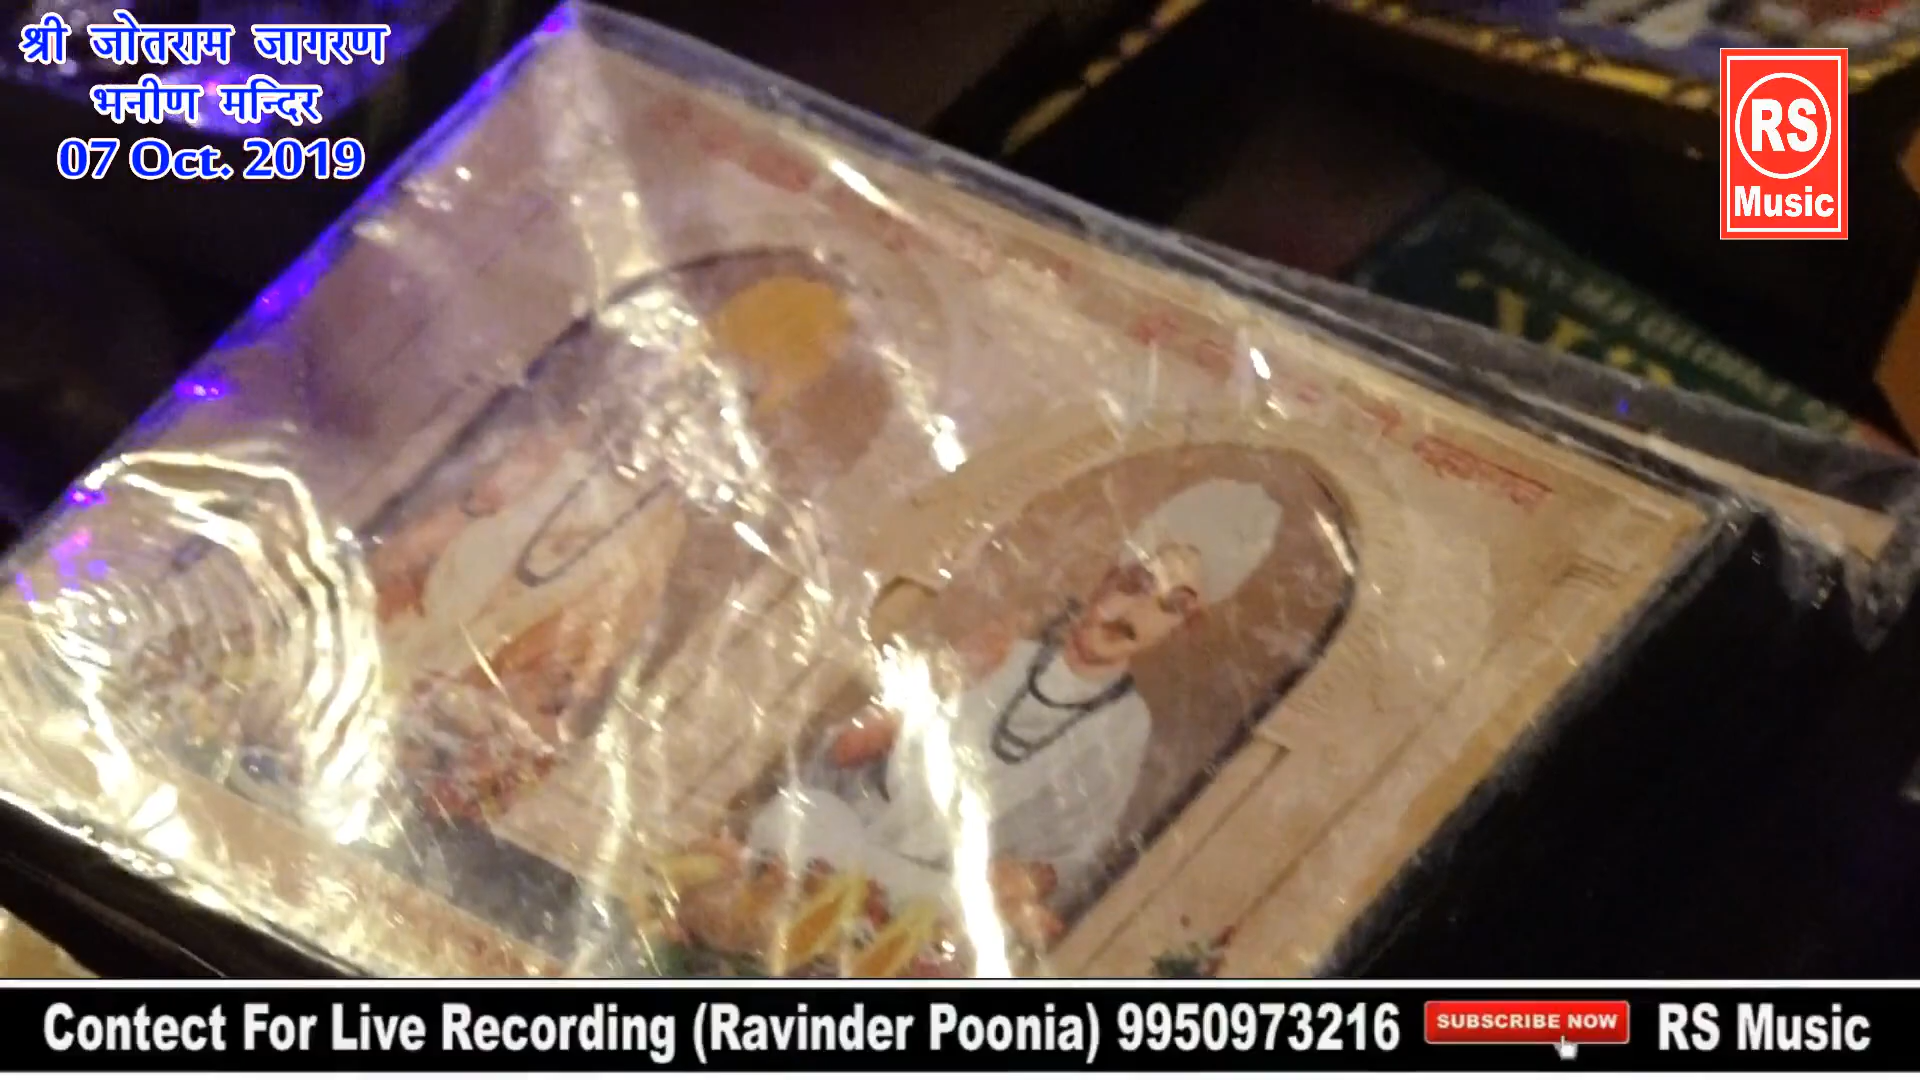 श्री जोतराम जागरण
भनीण मन्दिर
07 Oct. 2019
RS
Music
Contect For Live Recording (Ravinder Poonia) 9950973216 SUBSCRIBE NOW RS Music